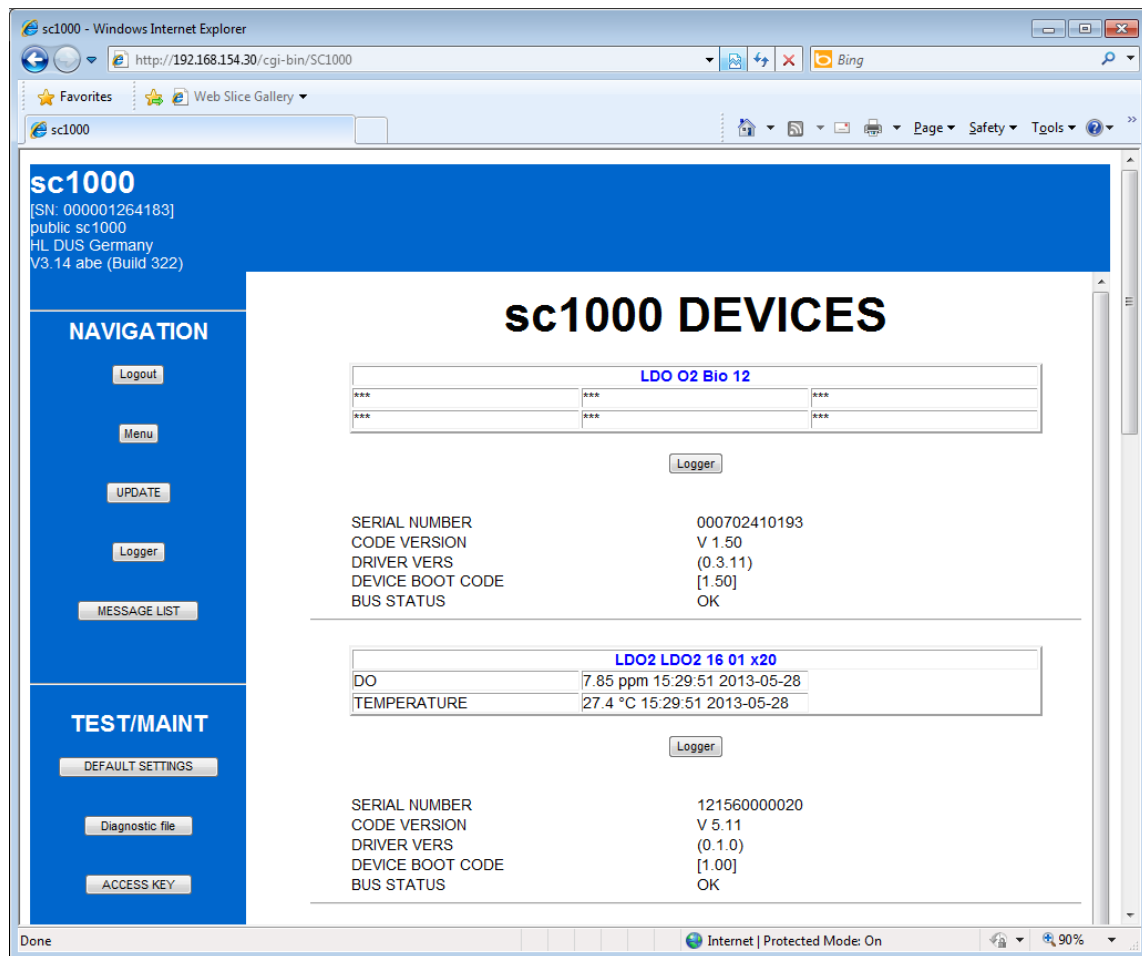 sc1000 - Windows Internet Explorer
http://192.168.154.30/cgi-bin/SC1000
Bing
Favorites Web Slice Gallery
sc1000
Page Safety Tools
sc1000
[SN: 000001264183]
public sc1000
HL DUS Germany
V3.14 abe (Build 322)
NAVIGATION
Logout
Menu
UPDATE
Logger
MESSAGE LIST
TEST/MAINT
DEFAULT SETTINGS
Diagnostic file
ACCESS KEY
sc1000 DEVICES
LDO O2 Bio 12
*** *** ***
*** *** ***
Logger
SERIAL NUMBER 000702410193
CODE VERSION V 1.50
DRIVER VERS (0.3.11)
DEVICE BOOT CODE [1.50]
BUS STATUS OK
LDO2 LDO2 16 01 x20
DO 7.85 ppm 15:29:51 2013-05-28
TEMPERATURE 27.4 °C 15:29:51 2013-05-28
Logger
SERIAL NUMBER 121560000020
CODE VERSION V 5.11
DRIVER VERS (0.1.0)
DEVICE BOOT CODE [1.00]
BUS STATUS OK
Done Internet | Protected Mode: On 90%